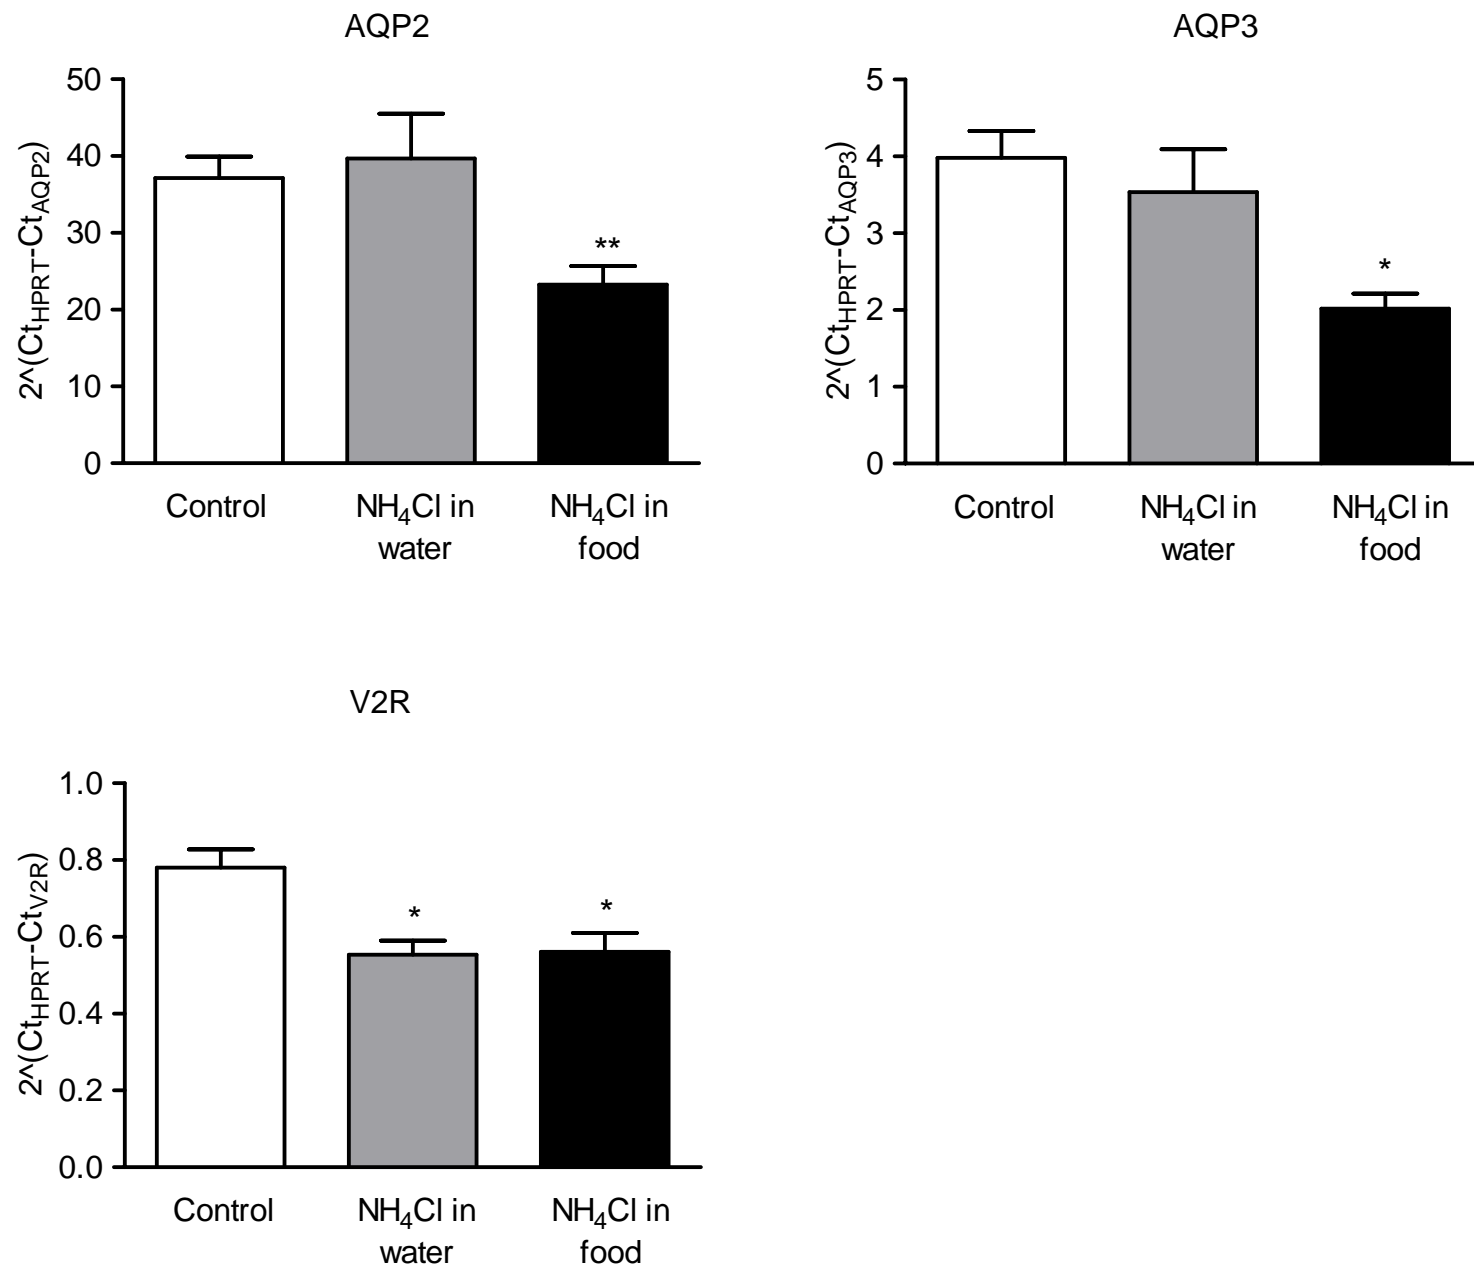 AQP2
2^(CtHPRT-CtAQP2)
50
40
30
20
10
0
**
Control
NH4Cl in
water
NH4Cl in
food
AQP3
2^(CtHPRT-CtAQP3)
5
4
3
2
1
0
*
Control
NH4Cl in
water
NH4Cl in
food
V2R
2^(CtHPRT-CtV2R)
1.0
0.8
0.6
0.4
0.2
0.0
*
*
Control
NH4Cl in
water
NH4Cl in
food